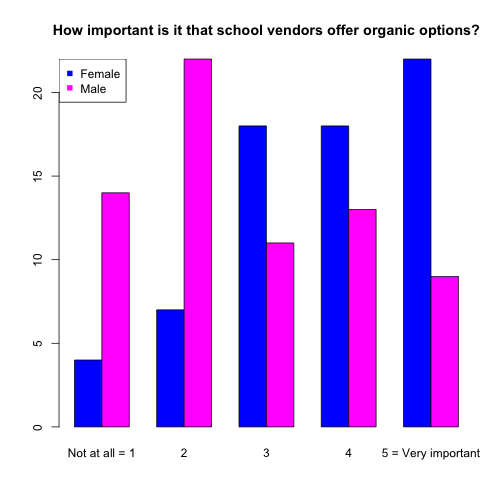 How important is it that school vendors offer organic options?
Female
Male
20
15
10
5
0
Not at all = 1 2 3 4 5 = Very important